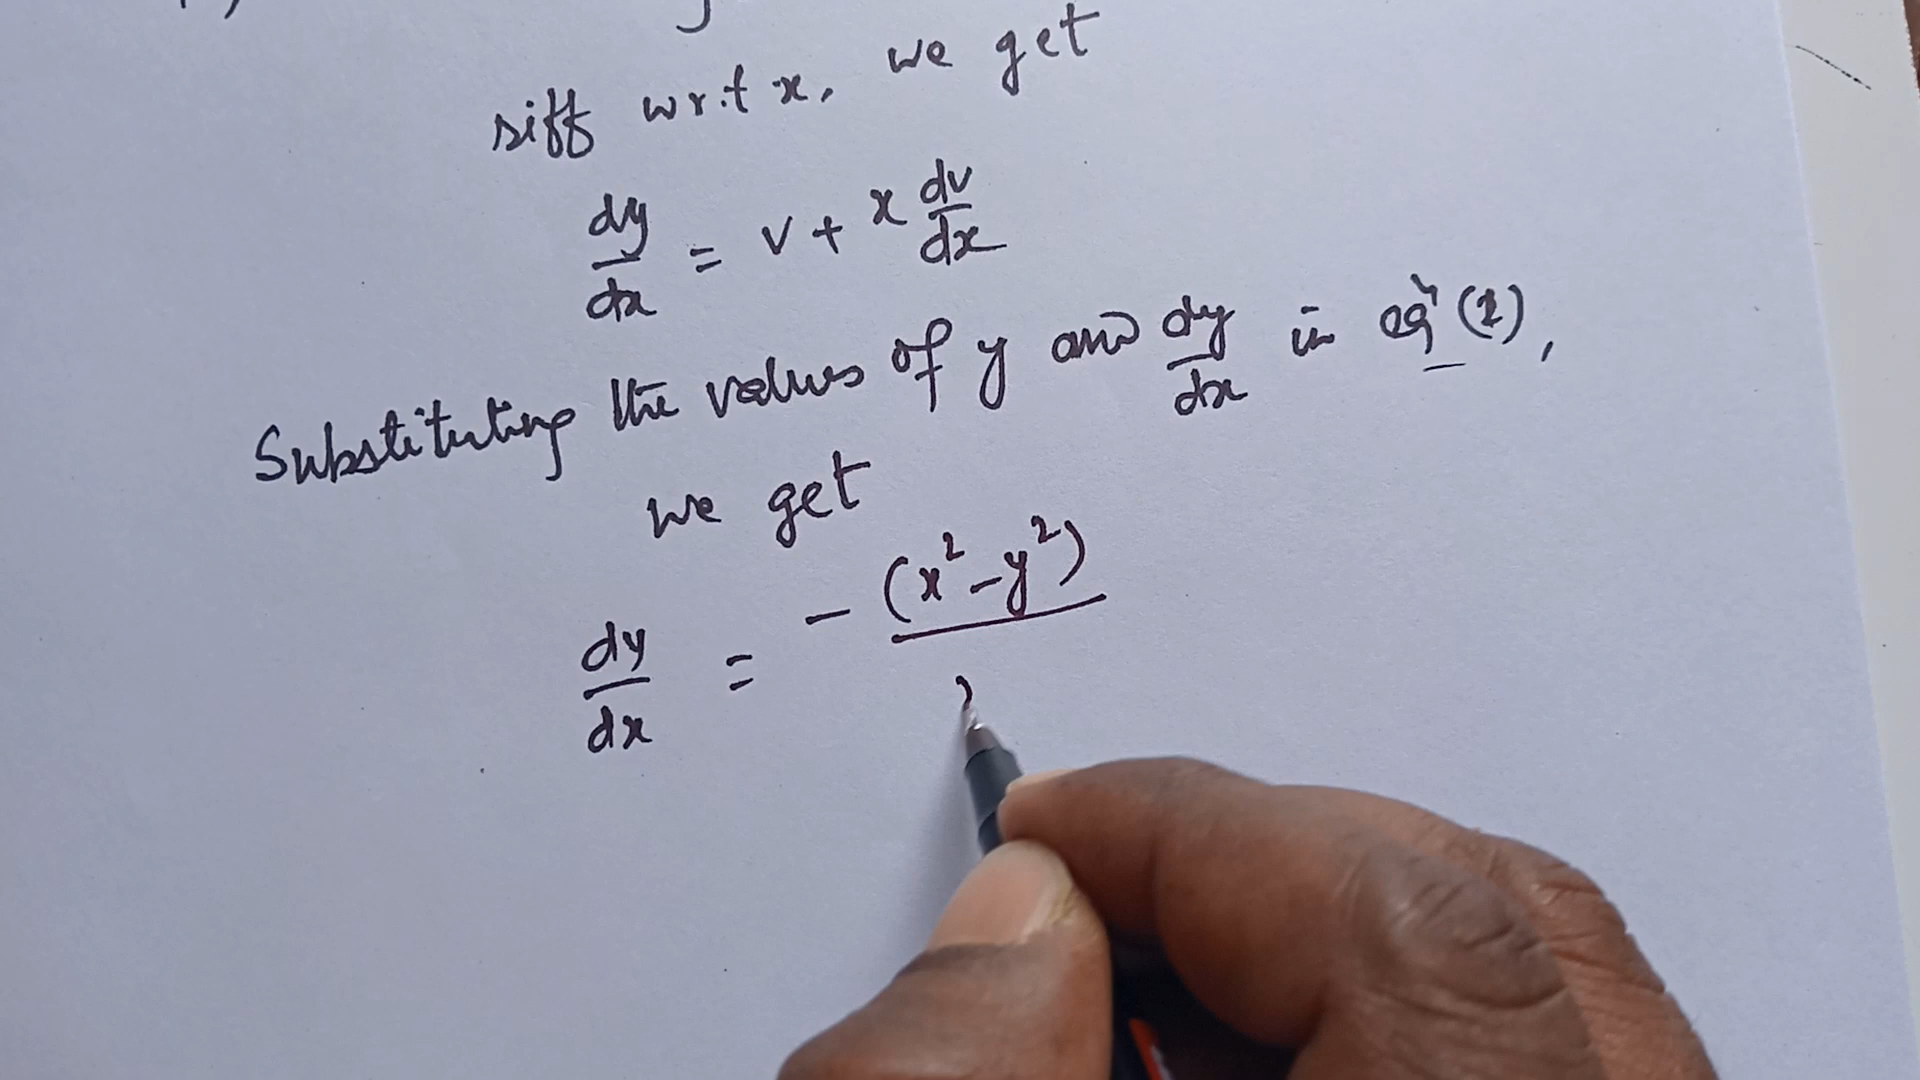 diff w.r.t x, we get
dy/dx = v + x dv/dx
Substituting the values of y and dy/dx in eqn (1),
we get
dy/dx = - (x² - y²)